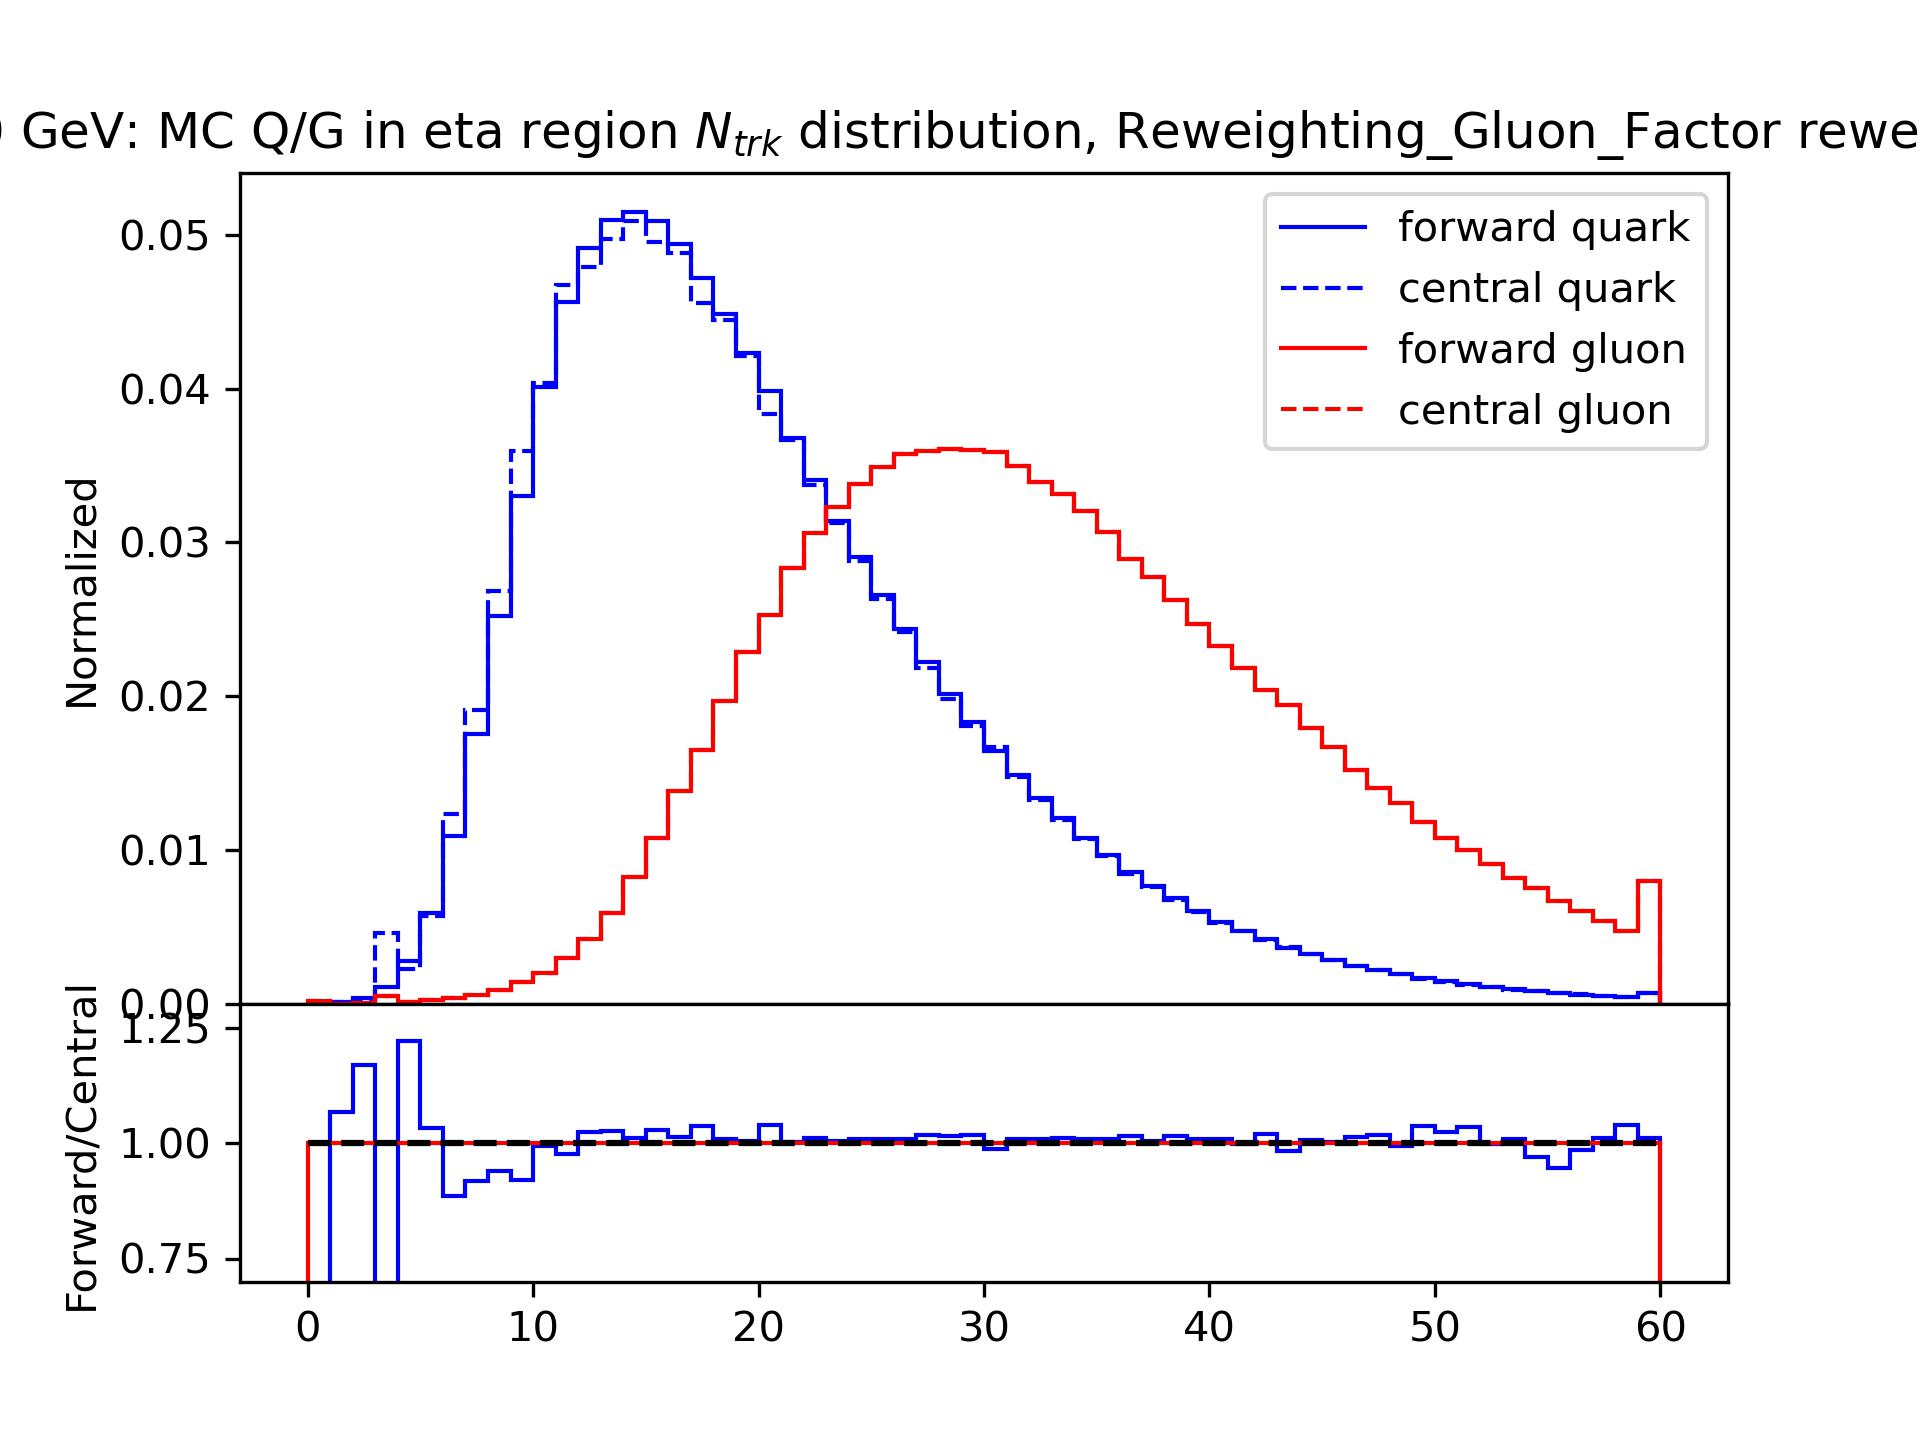 GeV: MC Q/G in eta region N_trk distribution, Reweighting_Gluon_Factor
forward quark
central quark
forward gluon
central gluon
Normalized
0.05
0.04
0.03
0.02
0.01
0.00
Forward/Central
1.25
1.00
0.75
0 10 20 30 40 50 60